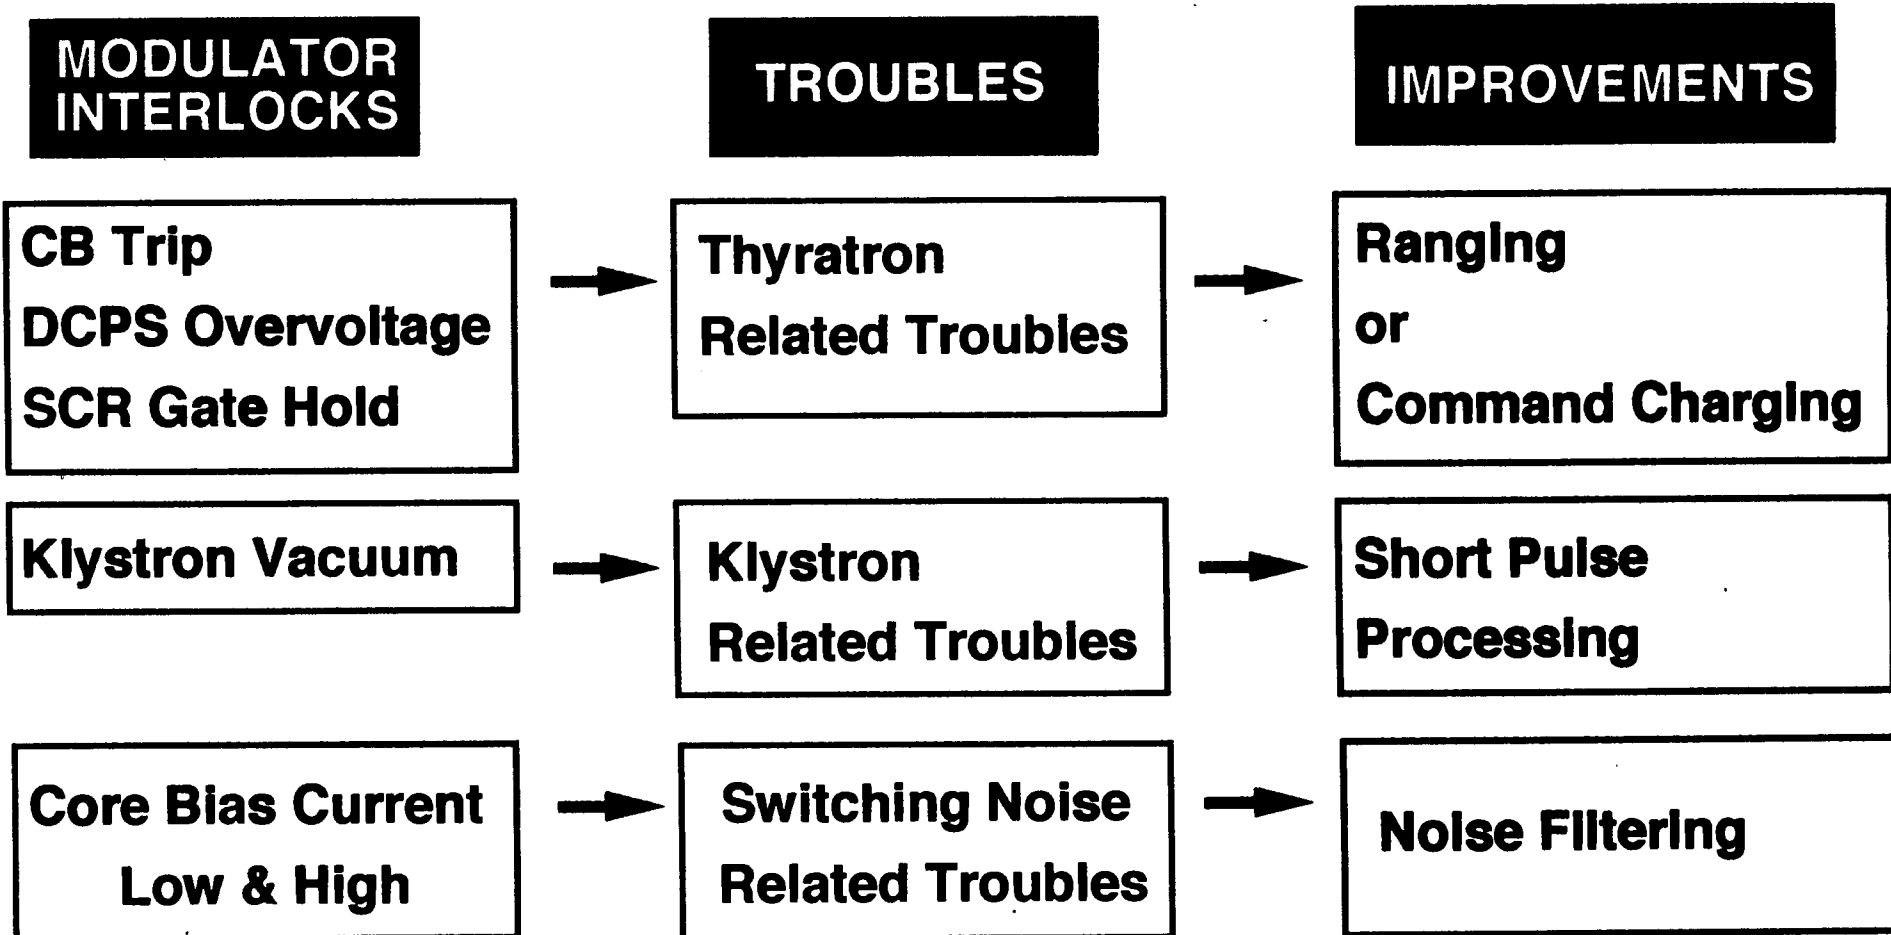 MODULATOR
INTERLOCKS
TROUBLES
IMPROVEMENTS
CB Trip
DCPS Overvoltage
SCR Gate Hold
Thyratron
Related Troubles
Ranging
or
Command Charging
Klystron Vacuum
Klystron
Related Troubles
Short Pulse
Processing
Core Bias Current
Low & High
Switching Noise
Related Troubles
Noise Filtering